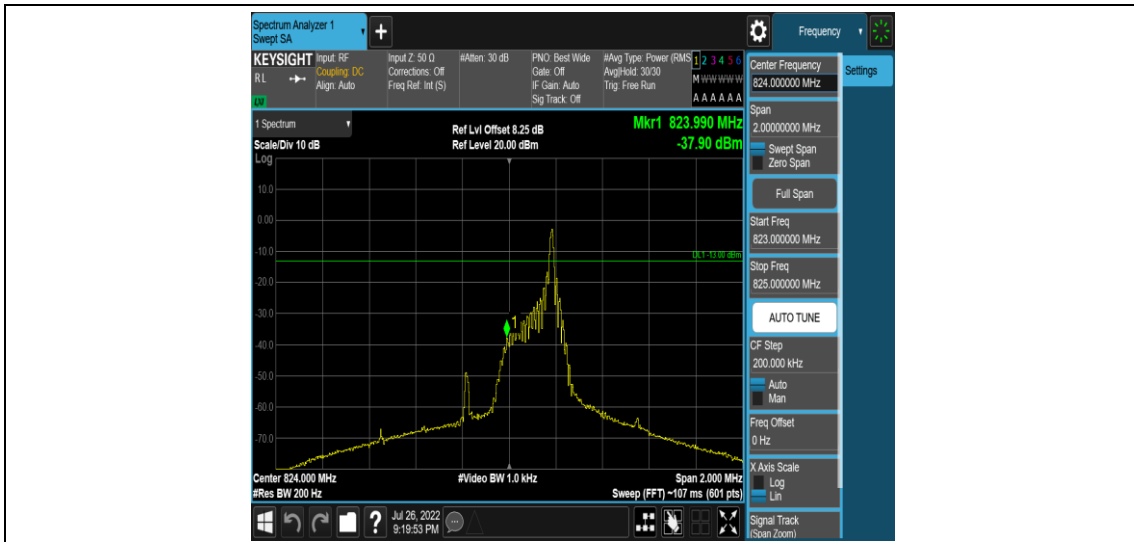 Spectrum Analyzer 1
Swept SA
Frequency
KEYSIGHT
RL
LM
Input: RF
Coupling: DC
Align: Auto
Input Z: 50 Ω
Corrections: Off
Freq Ref: Int (S)
#Atten: 30 dB
PNO: Best Wide
Gate: Off
IF Gain: Auto
Sig Track: Off
#Avg Type: Power (RMS
Avg|Hold: 30/30
Trig: Free Run
1 2 3 4 5 6
M W W W W W
A A A A A A
Center Frequency
824.000000 MHz
Settings
Span
2.00000000 MHz
Swept Span
Zero Span
Full Span
Start Freq
823.000000 MHz
Stop Freq
825.000000 MHz
AUTO TUNE
CF Step
200.000 kHz
Auto
Man
Freq Offset
0 Hz
X Axis Scale
Log
Lin
Signal Track
(Span Zoom)
1 Spectrum
Scale/Div 10 dB
Ref Lvl Offset 8.25 dB
Ref Level 20.00 dBm
Mkr1 823.990 MHz
-37.90 dBm
Log
10.0
0.00
-10.0
DL1 -13.00 dBm
-20.0
-30.0
1
-40.0
-50.0
-60.0
-70.0
Center 824.000 MHz
#Video BW 1.0 kHz
Span 2.000 MHz
#Res BW 200 Hz
Sweep (FFT) ~107 ms (601 pts)
Jul 26, 2022
9:19:53 PM